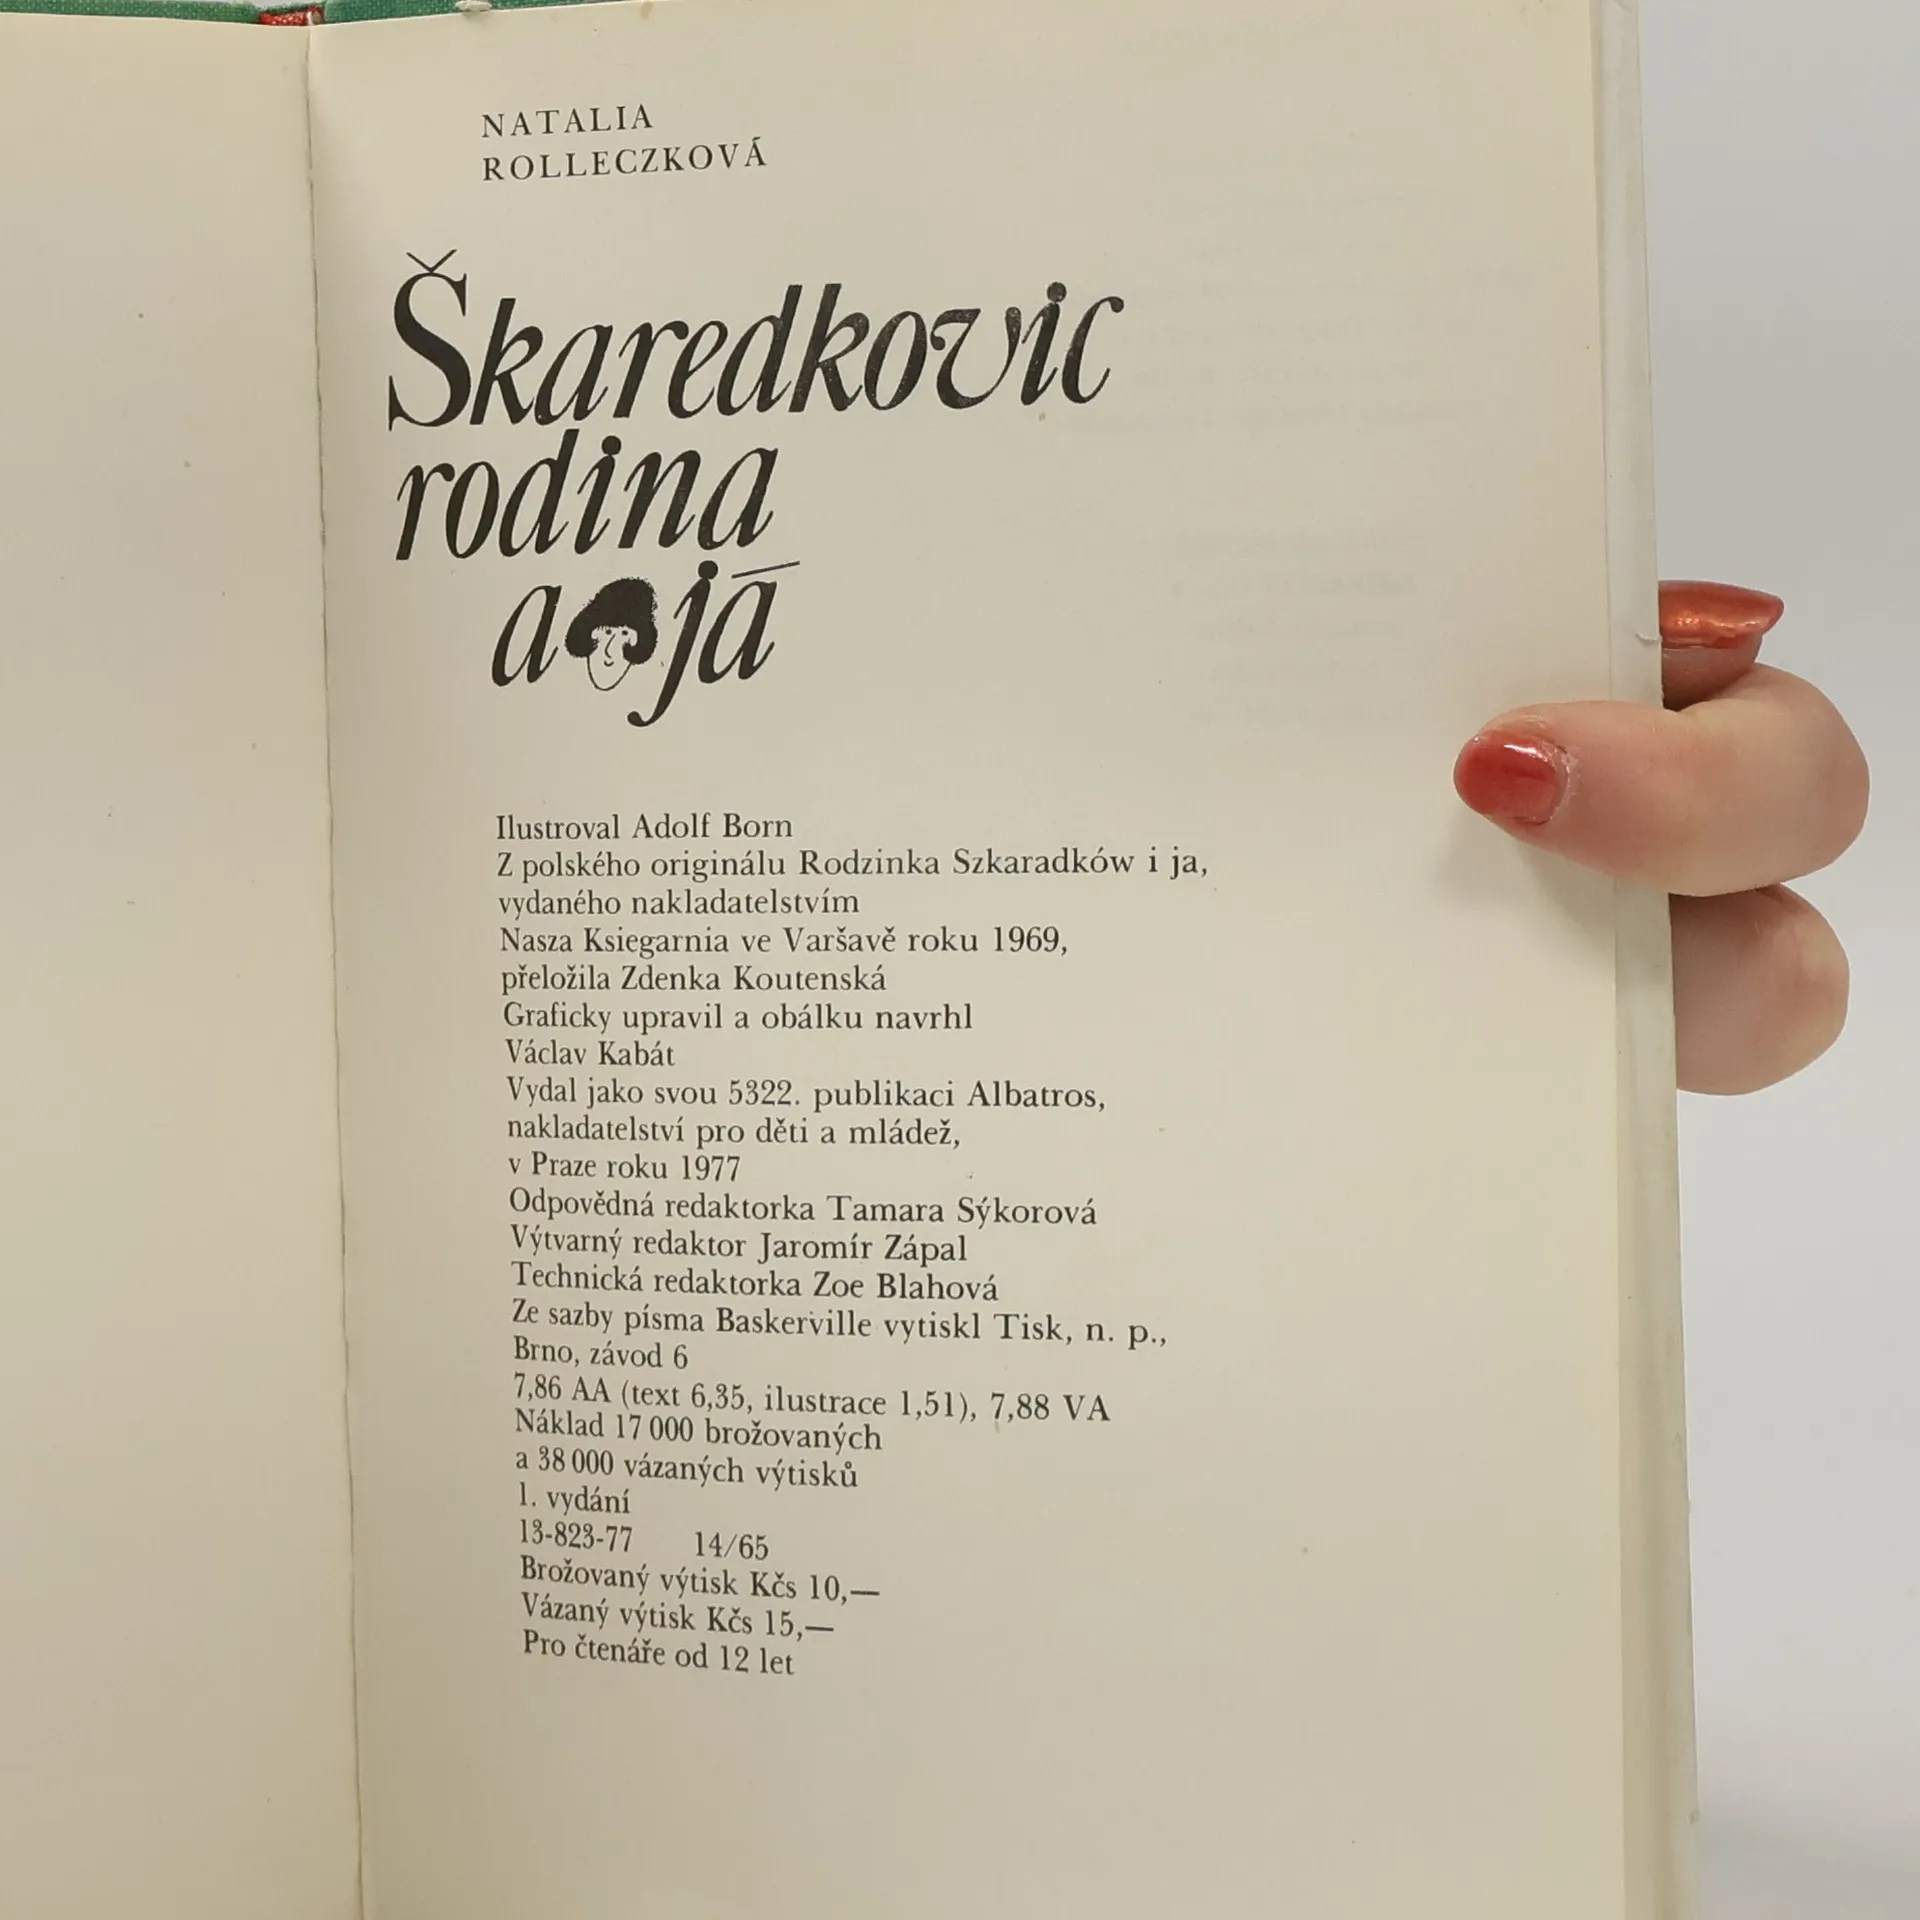 NATALIA
ROLLECZKOVÁ
Škaredkovic
rodina
a já
Ilustroval Adolf Born
Z polského originálu Rodzinka Szkaradków i ja,
vydaného nakladatelstvím
Nasza Ksiegarnia ve Varšavě roku 1969,
přeložila Zdenka Koutenská
Graficky upravil a obálku navrhl
Václav Kabát
Vydal jako svou 5322. publikaci Albatros,
nakladatelství pro děti a mládež,
v Praze roku 1977
Odpovědná redaktorka Tamara Sýkorová
Výtvarný redaktor Jaromír Zápal
Technická redaktorka Zoe Blahová
Ze sazby písma Baskerville vytiskl Tisk, n. p.,
Brno, závod 6
7,86 AA (text 6,35, ilustrace 1,51), 7,88 VA
Náklad 17 000 brožovaných
a 38 000 vázaných výtisků
1. vydání
13-823-77 14/65
Brožovaný výtisk Kčs 10,—
Vázaný výtisk Kčs 15,—
Pro čtenáře od 12 let